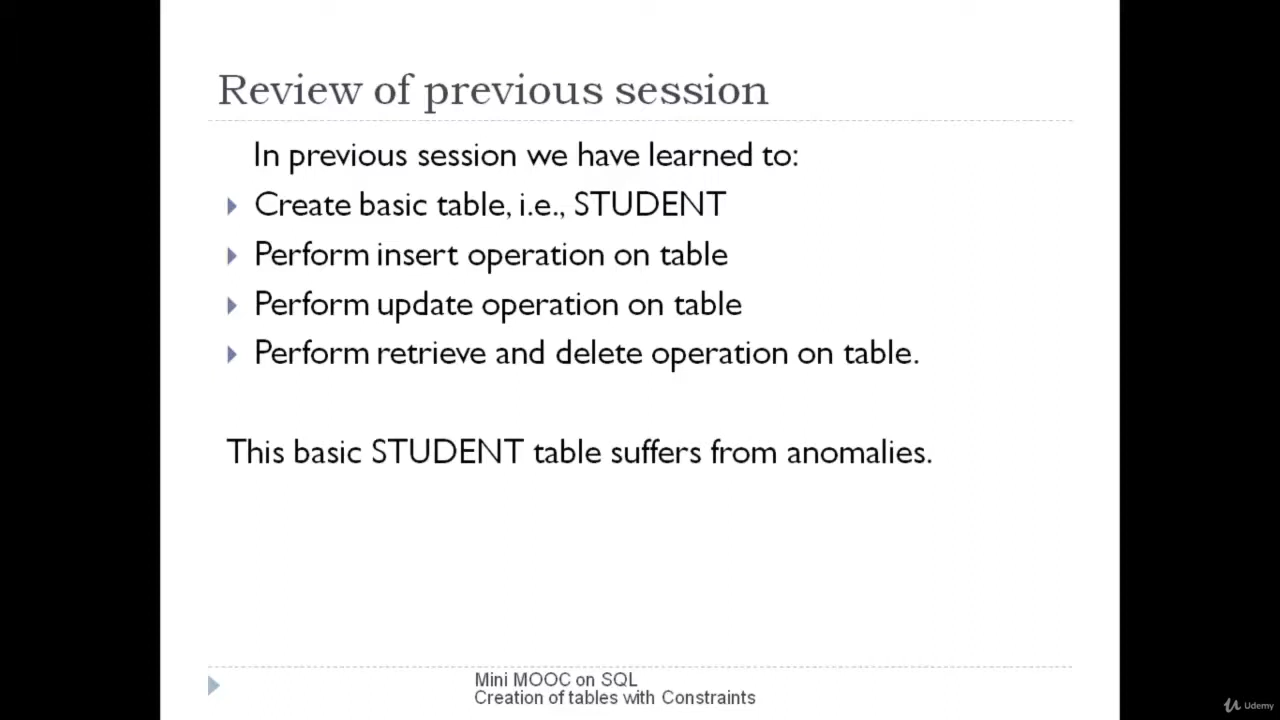 Review of previous session
In previous session we have learned to:
Create basic table, i.e., STUDENT
Perform insert operation on table
Perform update operation on table
Perform retrieve and delete operation on table.
This basic STUDENT table suffers from anomalies.
Mini MOOC on SQL
Creation of tables with Constraints
Udemy